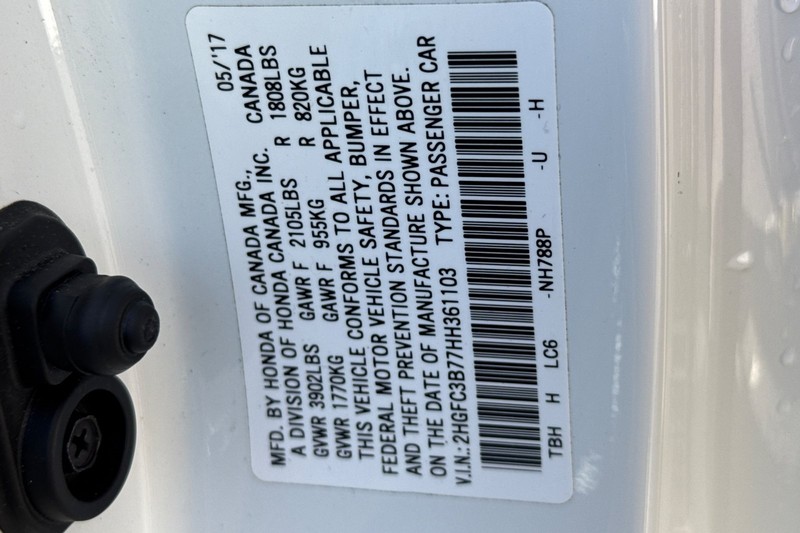 05/'17
MFD. BY HONDA OF CANADA MFG.,
A DIVISION OF HONDA CANADA INC. CANADA
GVWR 3902LBS GAWR F 2105LBS R 1808LBS
GVWR 1770KG GAWR F 955KG R 820KG
THIS VEHICLE CONFORMS TO ALL APPLICABLE
FEDERAL MOTOR VEHICLE SAFETY, BUMPER,
AND THEFT PREVENTION STANDARDS IN EFFECT
ON THE DATE OF MANUFACTURE SHOWN ABOVE.
V.I.N.: 2HGFC3B77HH361103 TYPE: PASSENGER CAR
TBH H LC6 -NH788P -U -H